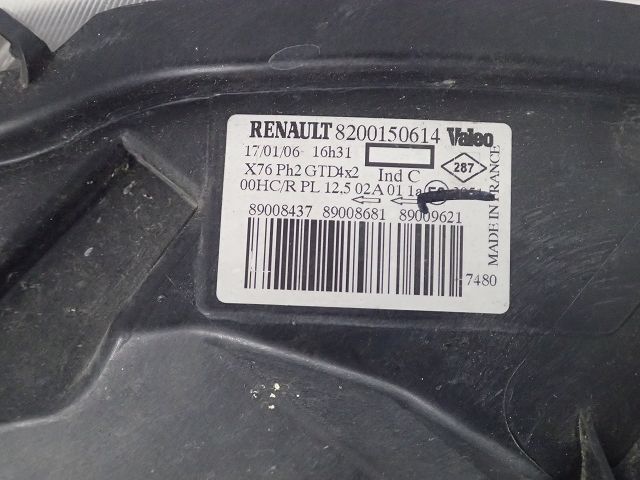 RENAULT 8200150614 Valeo
17/01/06 16h31
X76 Ph2 GTD4x2 Ind C
287
00HC/R PL 12,5 02A 01 1a
89008437 89008681 89009621
7480
MADE IN FRANCE